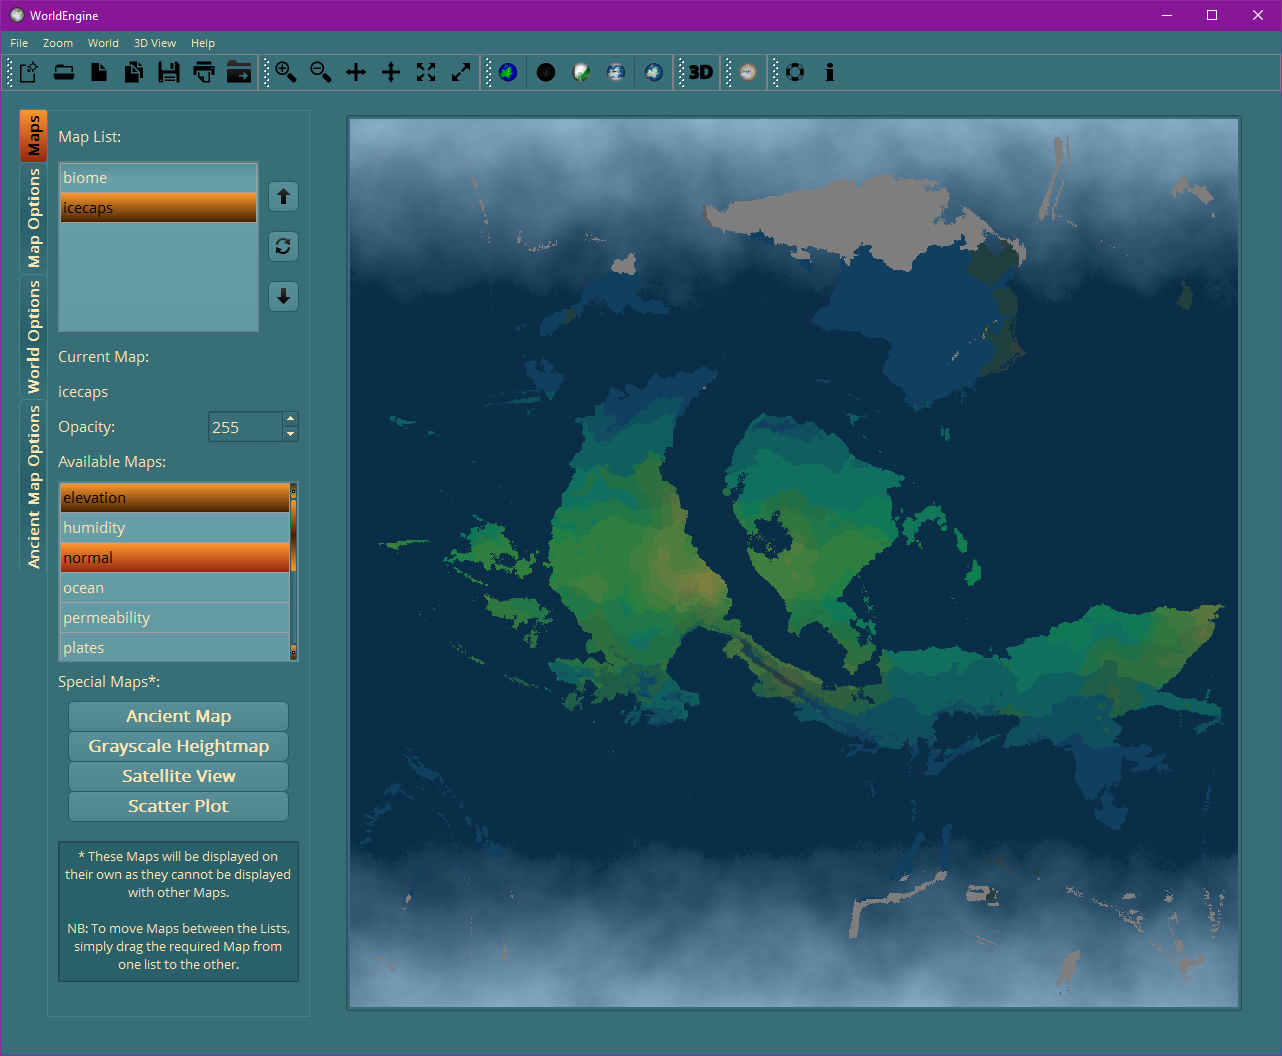 WorldEngine
File Zoom World 3D View Help
3D
Maps
Map Options
World Options
Ancient Map Options
Map List:
biome
icecaps
Current Map:
icecaps
Opacity: 255
Available Maps:
elevation
humidity
normal
ocean
permeability
plates
Special Maps*:
Ancient Map
Grayscale Heightmap
Satellite View
Scatter Plot
* These Maps will be displayed on
their own as they cannot be displayed
with other Maps.
NB: To move Maps between the Lists,
simply drag the required Map from
one list to the other.